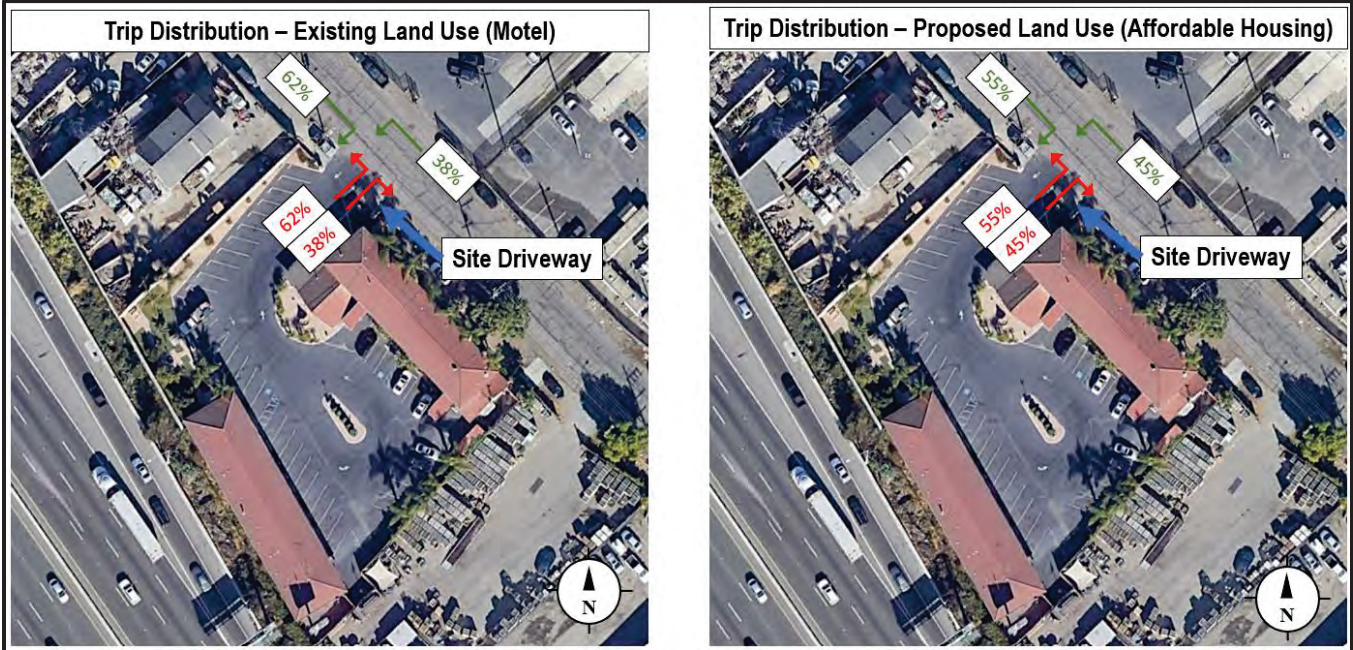 Trip Distribution – Existing Land Use (Motel)
62%
38%
62%
38%
Site Driveway
N
Trip Distribution – Proposed Land Use (Affordable Housing)
55%
45%
55%
45%
Site Driveway
N